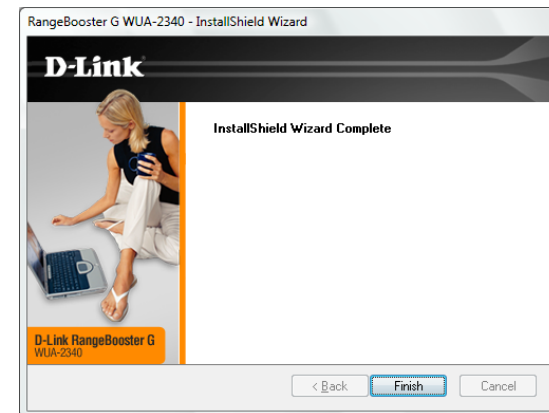 RangeBooster G WUA-2340 - InstallShield Wizard
D-Link
InstallShield Wizard Complete
D-Link RangeBooster G
WUA-2340
< Back
Finish
Cancel